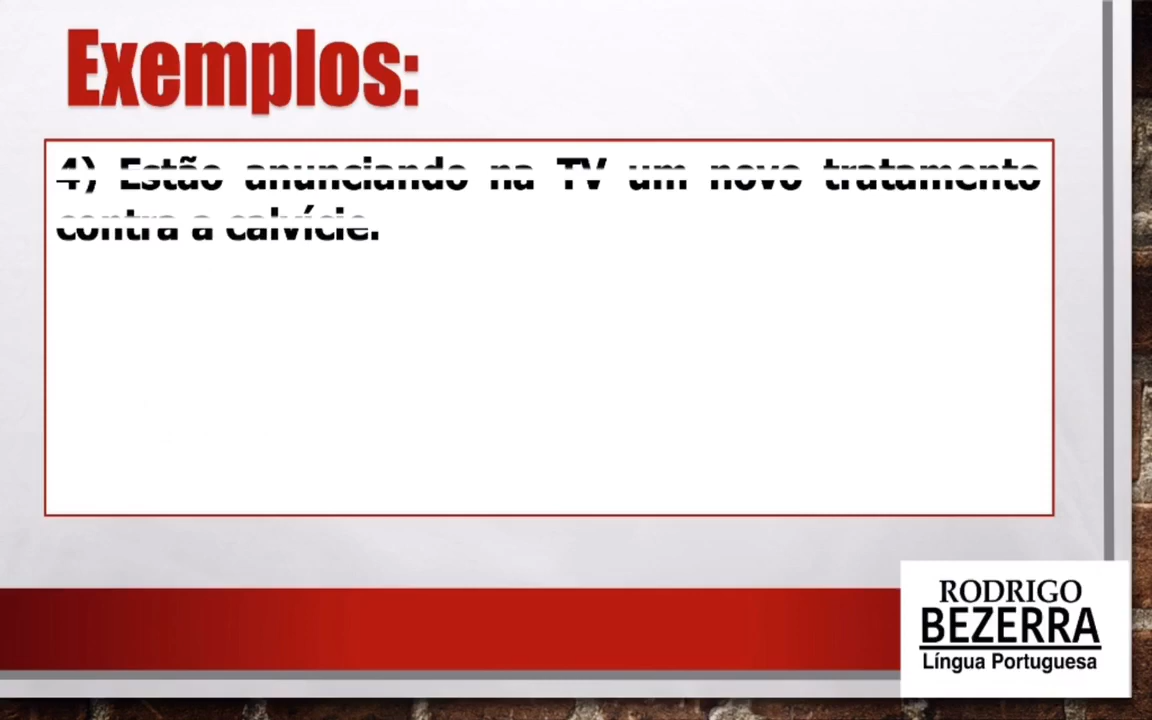 Exemplos:
4) Estão anunciando na TV um novo tratamento
contra a calvície.
RODRIGO
BEZERRA
Língua Portuguesa